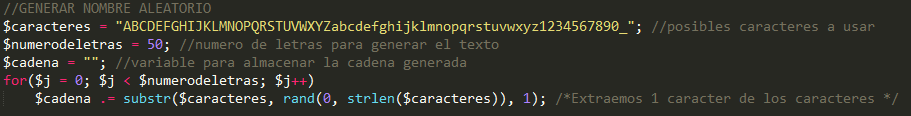 //GENERAR NOMBRE ALEATORIO
$caracteres = "ABCDEFGHIJKLMNOPQRSTUVWXYZabcdefghijklmnopqrstuvwxyz1234567890_"; //posibles caracteres a usar
$numerodeletras = 50; //numero de letras para generar el texto
$cadena = ""; //variable para almacenar la cadena generada
for($j = 0; $j < $numerodeletras; $j++)
    $cadena .= substr($caracteres, rand(0, strlen($caracteres)), 1); /*Extraemos 1 caracter de los caracteres */